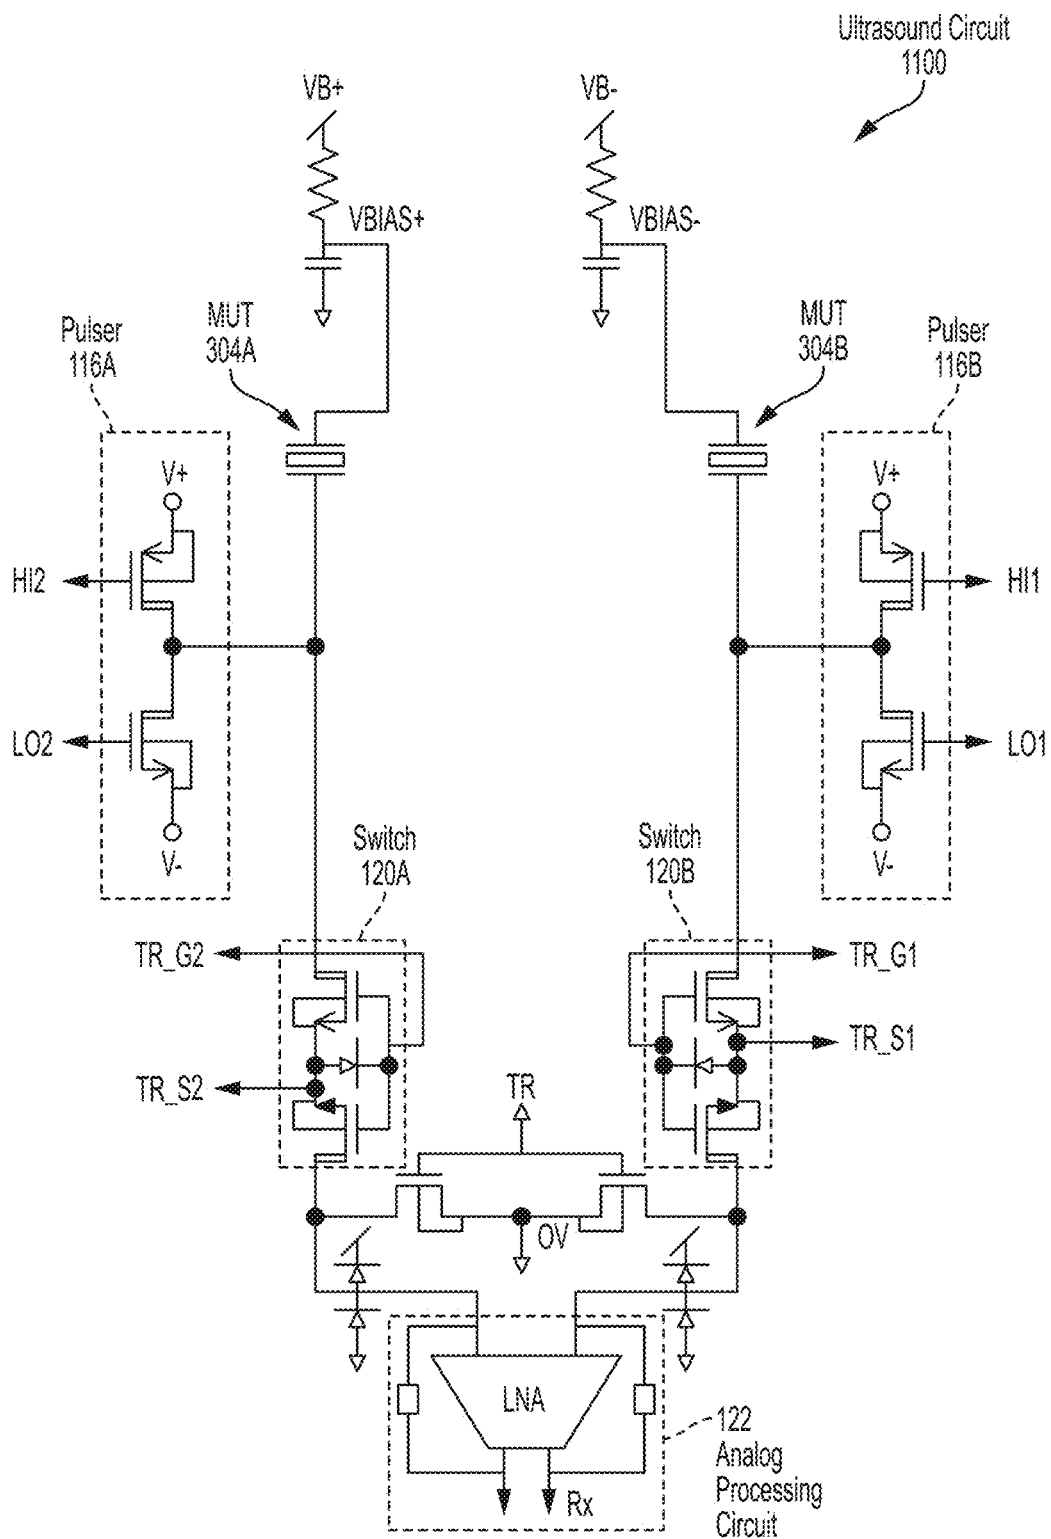 Ultrasound Circuit
1100
VB+
VB-
VBIAS+
VBIAS-
MUT
304A
MUT
304B
Pulser
116A
Pulser
116B
V+
V+
HI2
HI1
LO2
LO1
V-
V-
Switch
120A
Switch
120B
TR_G2
TR_G1
TR_S1
TR_S2
TR
OV
LNA
Rx
122
Analog
Processing
Circuit